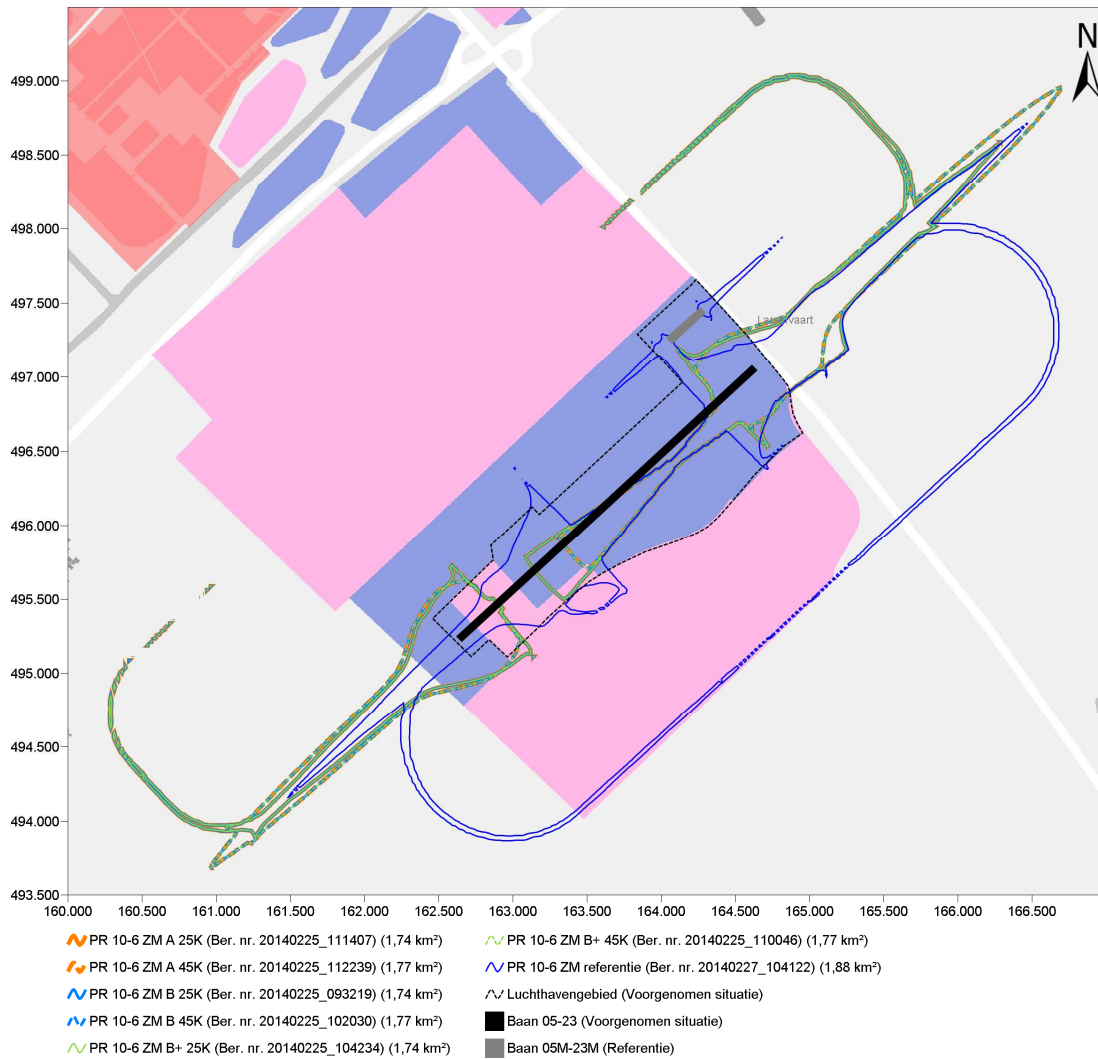 N
499.000
498.500
498.000
497.500
497.000
496.500
496.000
495.500
495.000
494.500
494.000
493.500
160.000 160.500 161.000 161.500 162.000 162.500 163.000 163.500 164.000 164.500 165.000 165.500 166.000 166.500
PR 10-6 ZM A 25K (Ber. nr. 20140225_111407) (1,74 km²)
PR 10-6 ZM A 45K (Ber. nr. 20140225_112239) (1,77 km²)
PR 10-6 ZM B 25K (Ber. nr. 20140225_093219) (1,74 km²)
PR 10-6 ZM B 45K (Ber. nr. 20140225_102030) (1,77 km²)
PR 10-6 ZM B+ 25K (Ber. nr. 20140225_104234) (1,74 km²)
PR 10-6 ZM B+ 45K (Ber. nr. 20140225_110046) (1,77 km²)
PR 10-6 ZM referentie (Ber. nr. 20140227_104122) (1,88 km²)
Luchthavengebied (Voorgenomen situatie)
Baan 05-23 (Voorgenomen situatie)
Baan 05M-23M (Referentie)